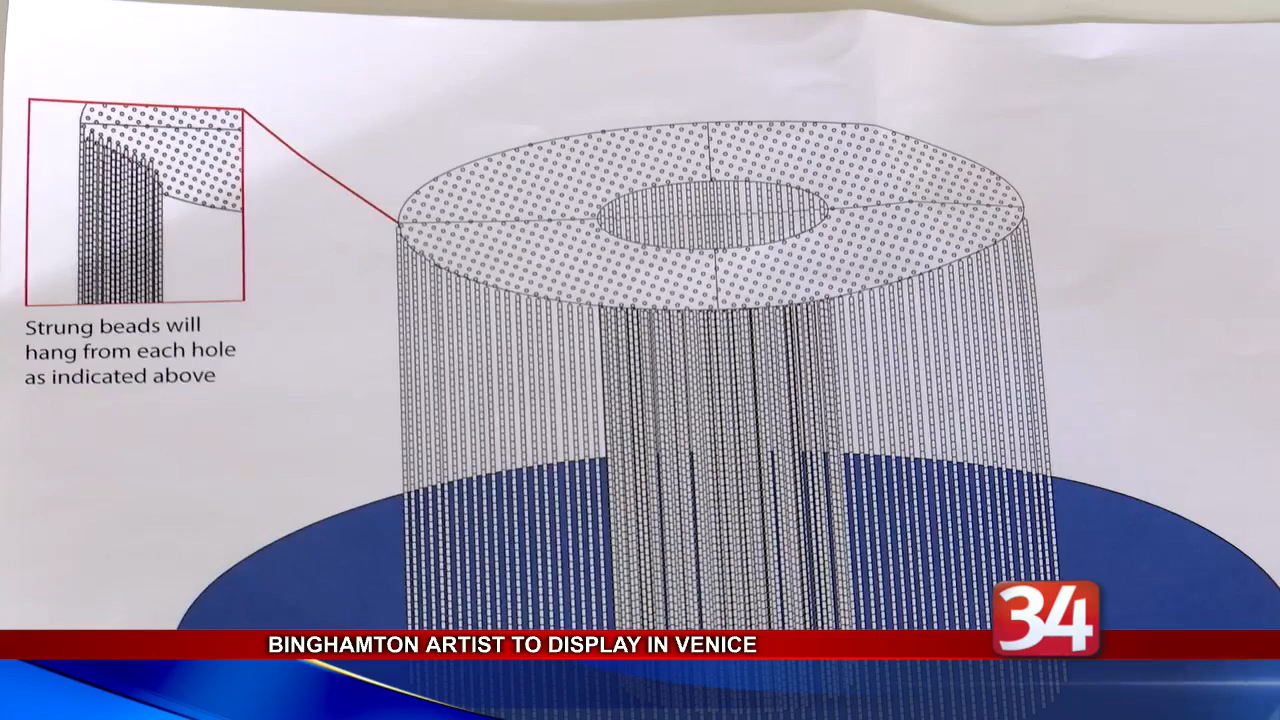 Strung beads will
hang from each hole
as indicated above
34
BINGHAMTON ARTIST TO DISPLAY IN VENICE